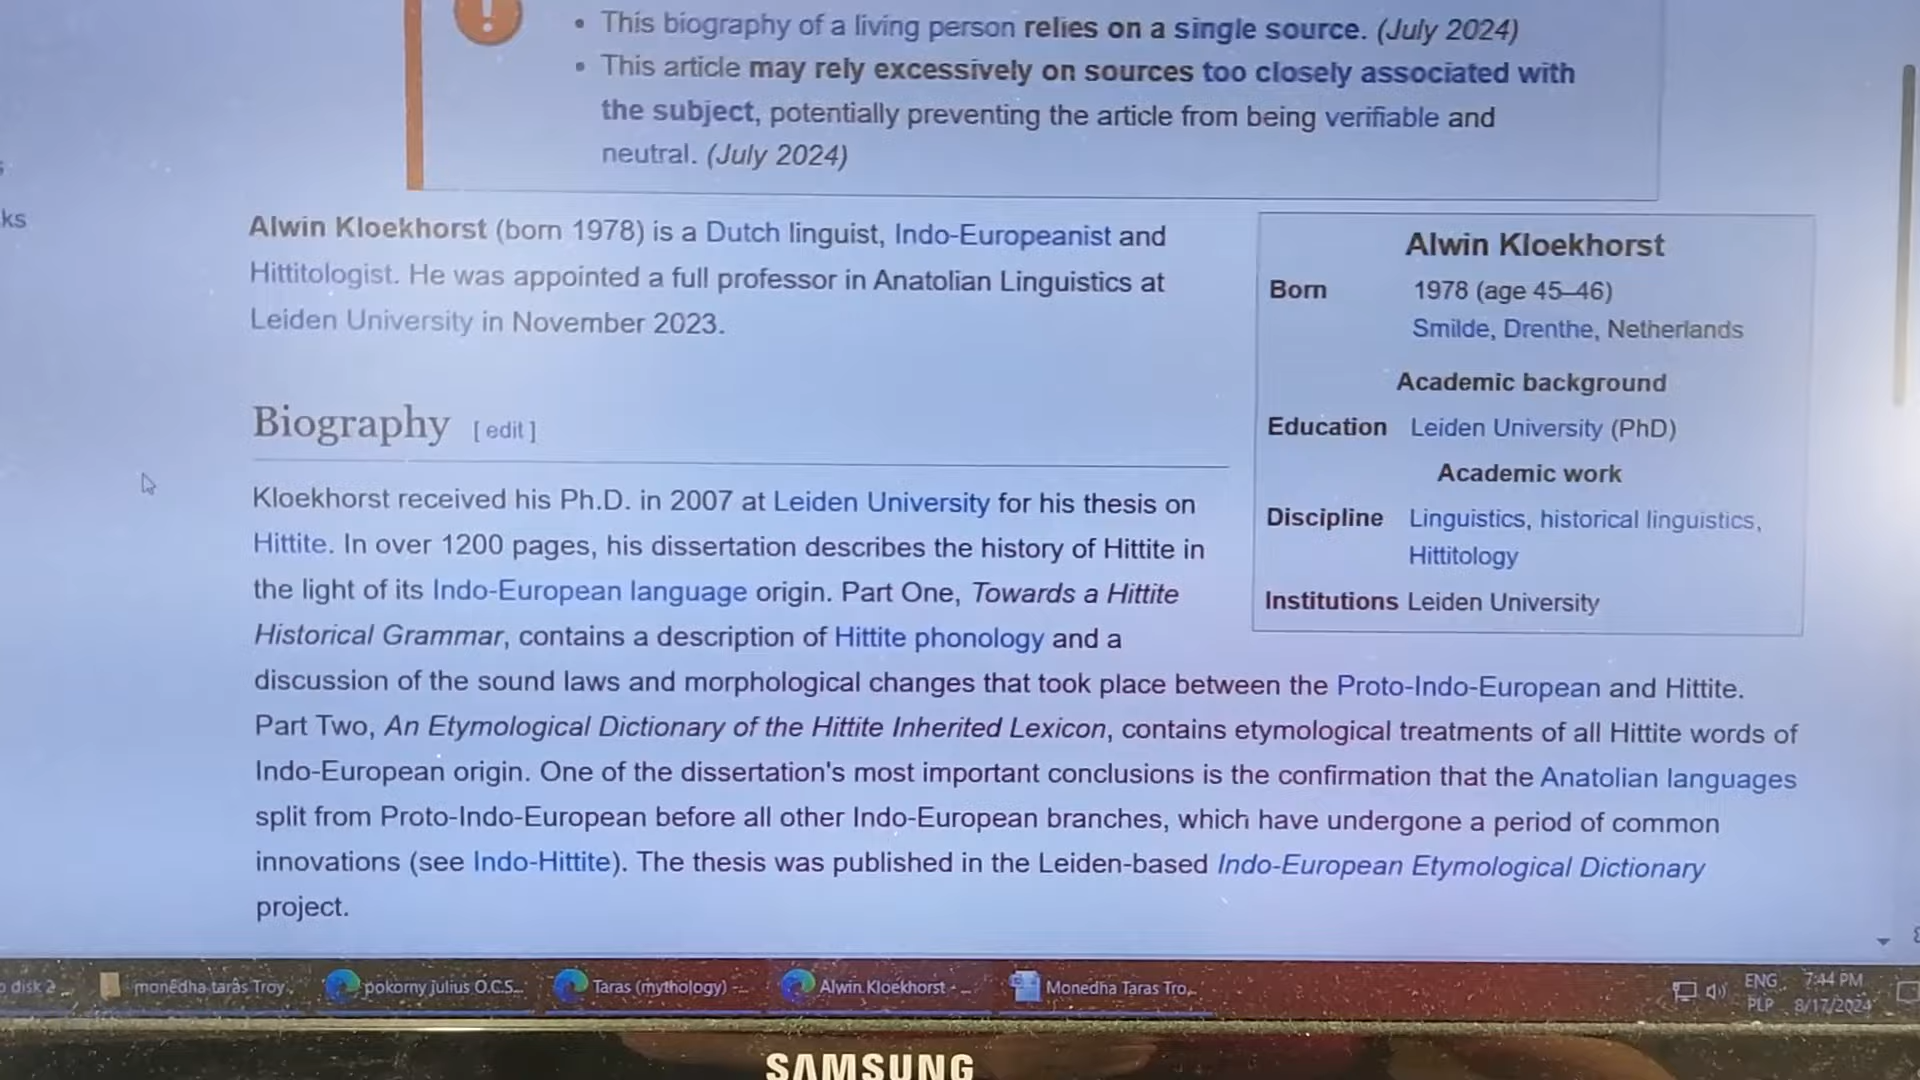 This biography of a living person relies on a single source. (July 2024)
This article may rely excessively on sources too closely associated with
the subject, potentially preventing the article from being verifiable and
neutral. (July 2024)
ks
Alwin Kloekhorst (born 1978) is a Dutch linguist, Indo-Europeanist and
Hittitologist. He was appointed a full professor in Anatolian Linguistics at
Leiden University in November 2023.
Alwin Kloekhorst
Born 1978 (age 45–46)
Smilde, Drenthe, Netherlands
Academic background
Education Leiden University (PhD)
Academic work
Discipline Linguistics, historical linguistics,
Hittitology
Institutions Leiden University
Biography [ edit ]
Kloekhorst received his Ph.D. in 2007 at Leiden University for his thesis on
Hittite. In over 1200 pages, his dissertation describes the history of Hittite in
the light of its Indo-European language origin. Part One, Towards a Hittite
Historical Grammar, contains a description of Hittite phonology and a
discussion of the sound laws and morphological changes that took place between the Proto-Indo-European and Hittite.
Part Two, An Etymological Dictionary of the Hittite Inherited Lexicon, contains etymological treatments of all Hittite words of
Indo-European origin. One of the dissertation's most important conclusions is the confirmation that the Anatolian languages
split from Proto-Indo-European before all other Indo-European branches, which have undergone a period of common
innovations (see Indo-Hittite). The thesis was published in the Leiden-based Indo-European Etymological Dictionary
project.
disk 2 monëdha taras Troy pokorny julius O.C.S... Taras (mythology) - ... Alwin Kloekhorst - ... Monedha Taras Tro... ENG 7:44 PM
PLP 8/17/2024
SAMSUNG